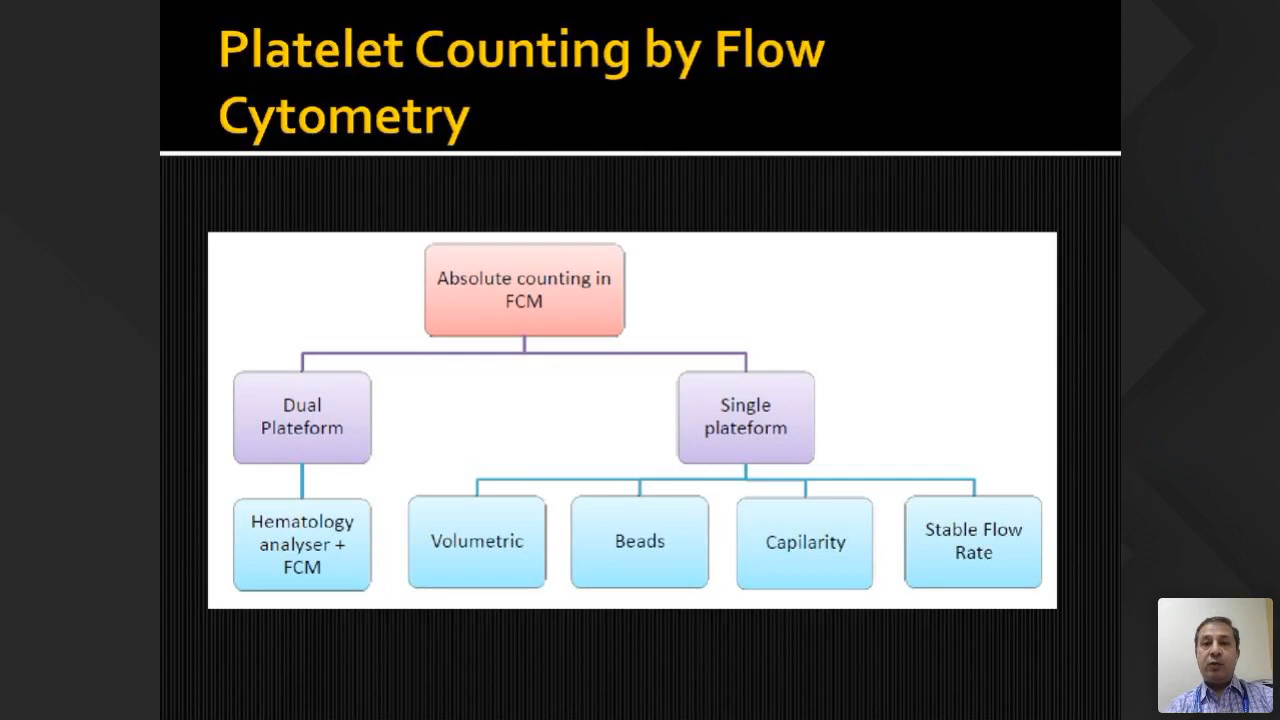 Platelet Counting by Flow
Cytometry
Absolute counting in
FCM
Dual
Plateform
Single
plateform
Hematology
analyser +
FCM
Volumetric
Beads
Capilarity
Stable Flow
Rate